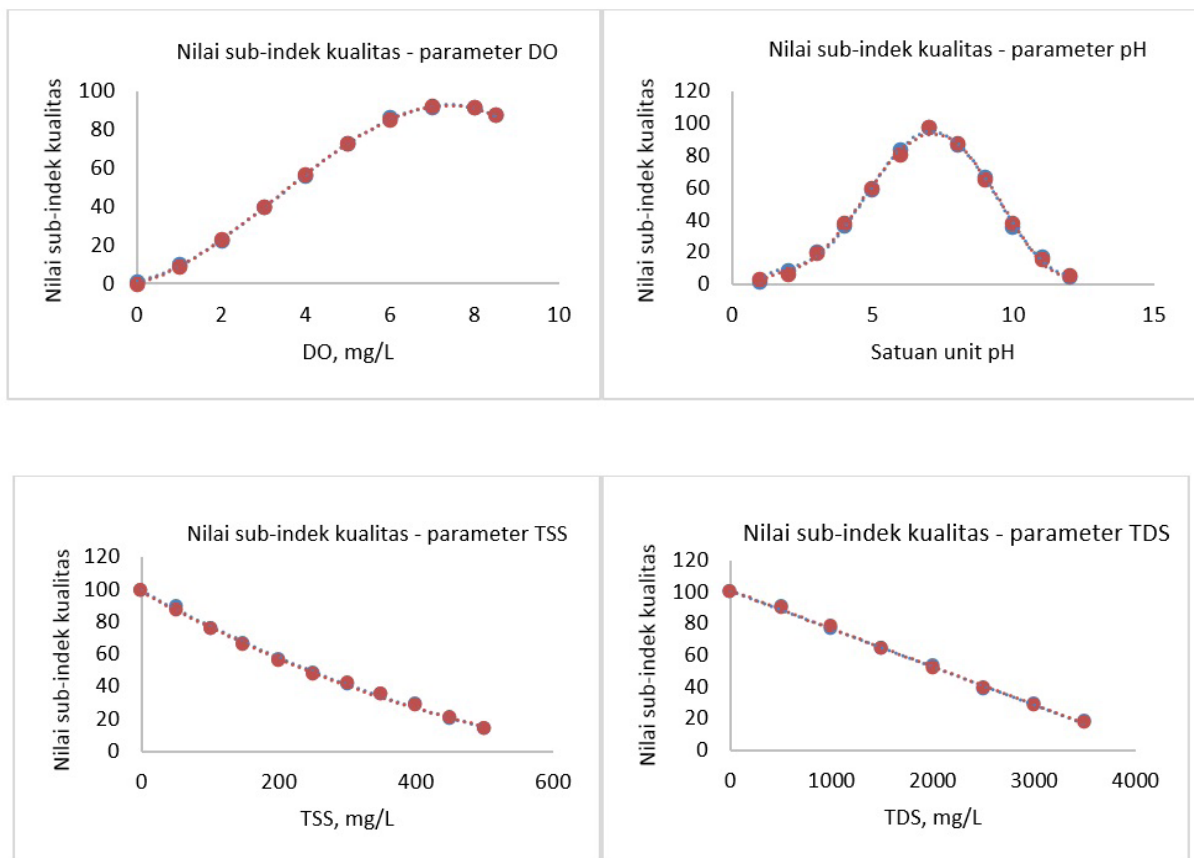 Nilai sub-indek kualitas - parameter DO
Nilai sub-indek kualitas
100
80
60
40
20
0
0 2 4 6 8 10
DO, mg/L
Nilai sub-indek kualitas - parameter pH
Nilai sub-indek kualitas
120
100
80
60
40
20
0
0 5 10 15
Satuan unit pH
Nilai sub-indek kualitas - parameter TSS
Nilai sub-indek kualitas
120
100
80
60
40
20
0
0 200 400 600
TSS, mg/L
Nilai sub-indek kualitas - parameter TDS
Nilai sub-indek kualitas
120
100
80
60
40
20
0
0 1000 2000 3000 4000
TDS, mg/L